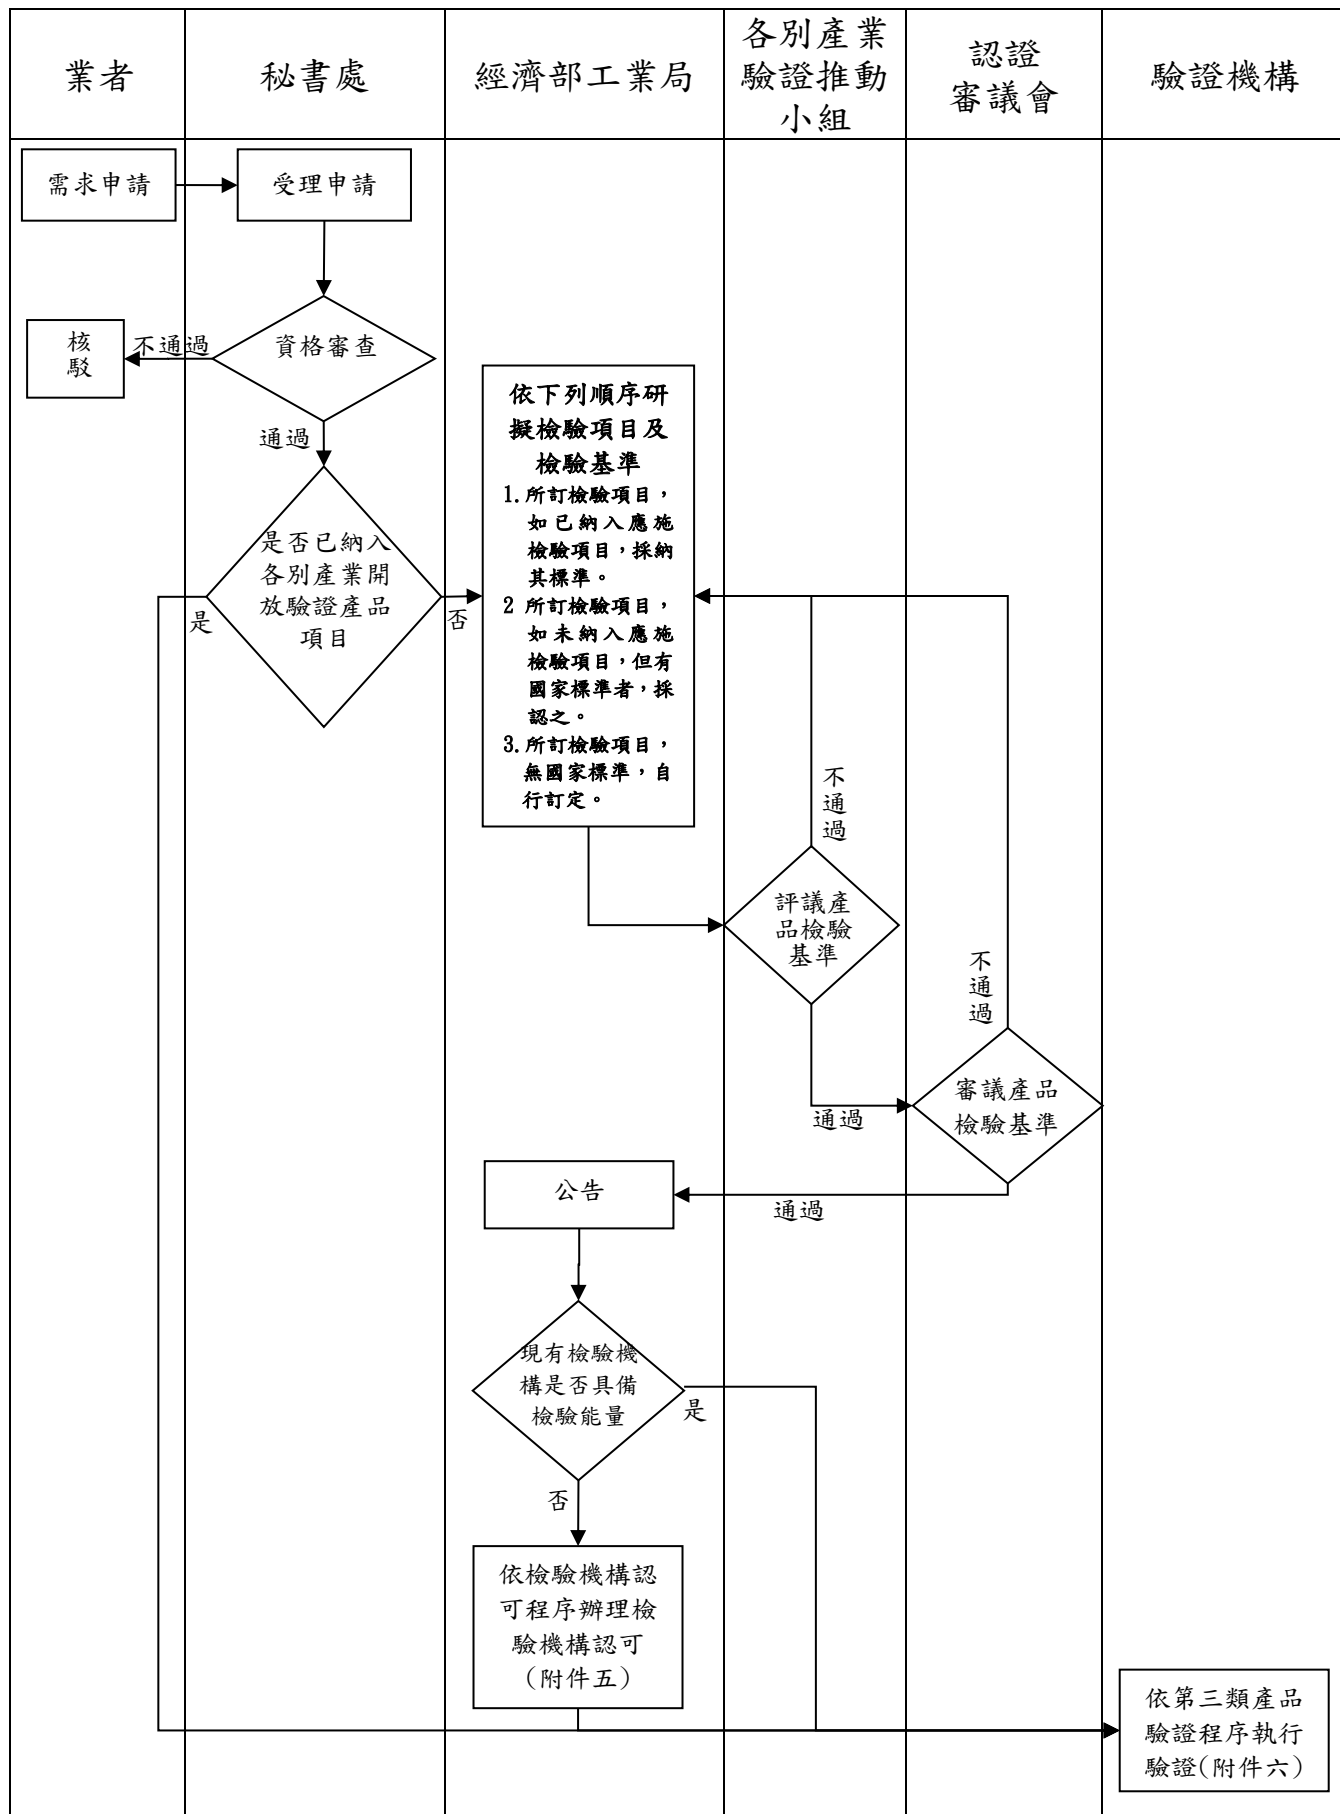 業者
秘書處
經濟部工業局
各別產業
驗證推動
小組
認證
審議會
驗證機構
需求申請
受理申請
資格審查
不通過
核
駁
通過
是否已納入
各別產業開
放驗證產品
項目
是
否
依下列順序研
擬檢驗項目及
檢驗基準
1.所訂檢驗項目，
如已納入應施
檢驗項目，採納
其標準。
2 所訂檢驗項目，
如未納入應施
檢驗項目，但有
國家標準者，採
認之。
3.所訂檢驗項目，
無國家標準，自
行訂定。
不
通
過
評議產
品檢驗
基準
通過
不
通
過
審議產品
檢驗基準
通過
公告
現有檢驗機
構是否具備
檢驗能量
是
否
依檢驗機構認
可程序辦理檢
驗機構認可
（附件五）
依第三類產品
驗證程序執行
驗證(附件六)